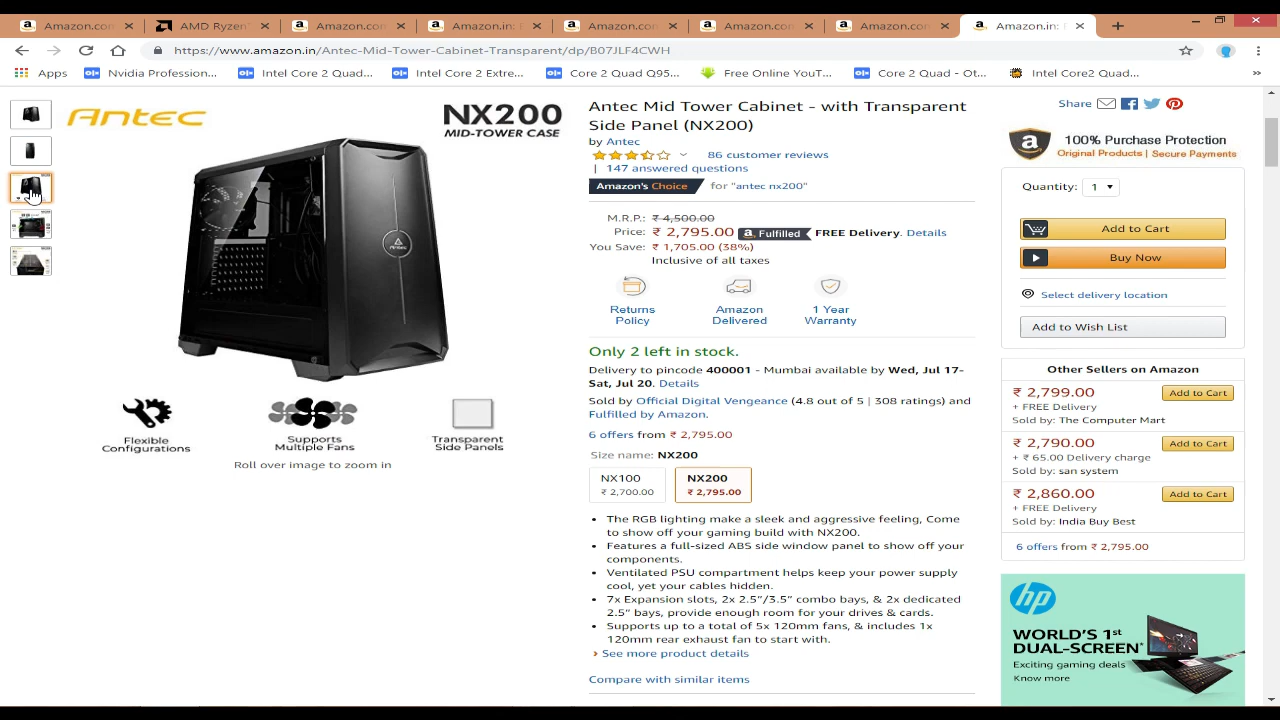 Amazon.com
AMD Ryzen
Amazon.com
Amazon.in: 
Amazon.com
Amazon.com
Amazon.com
Amazon.in: 
https://www.amazon.in/Antec-Mid-Tower-Cabinet-Transparent/dp/B07JLF4CWH
Apps
Nvidia Profession...
IntelCore 2 Quad...
Intel Core 2 Extre...
Core 2 Quad Q95...
Free Online YouT...
Core 2 Quad - Ot...
Intel Core2 Quad...
»
Antec
NX200
MID-TOWER CASE
Antec
Flexible
Configurations
Supports
Multiple Fans
Transparent
Side Panels
Roll over image to zoom in
Antec Mid Tower Cabinet - with Transparent
Side Panel (NX200)
by Antec
86 customer reviews
| 147 answered questions
Amazon's Choice for "antec nx200"
M.R.P.: ₹ 4,500.00
Price: ₹ 2,795.00 a Fulfilled FREE Delivery. Details
You Save: ₹ 1,705.00 (38%)
Inclusive of all taxes
Returns
Policy
Amazon
Delivered
1 Year
Warranty
Only 2 left in stock.
Delivery to pincode 400001 - Mumbai available by Wed, Jul 17-
Sat, Jul 20. Details
Sold by Official Digital Vengeance (4.8 out of 5 | 308 ratings) and
Fulfilled by Amazon.
6 offers from ₹ 2,795.00
Size name: NX200
NX100
₹ 2,700.00
NX200
₹ 2,795.00
• The RGB lighting make a sleek and aggressive feeling, Come
to show off your gaming build with NX200.
• Features a full-sized ABS side window panel to show off your
components.
• Ventilated PSU compartment helps keep your power supply
cool, yet your cables hidden.
• 7x Expansion slots, 2x 2.5"/3.5" combo bays, & 2x dedicated
2.5" bays, provide enough room for your drives & cards.
• Supports up to a total of 5x 120mm fans, & includes 1x
120mm rear exhaust fan to start with.
› See more product details
Compare with similar items
Share
a
100% Purchase Protection
Original Products | Secure Payments
Quantity: 1
Add to Cart
Buy Now
Select delivery location
Add to Wish List
Other Sellers on Amazon
₹ 2,799.00 Add to Cart
+ FREE Delivery
Sold by: The Computer Mart
₹ 2,790.00 Add to Cart
+ ₹ 65.00 Delivery charge
Sold by: san system
₹ 2,860.00 Add to Cart
+ FREE Delivery
Sold by: India Buy Best
6 offers from ₹ 2,795.00
hp
WORLD'S 1st
DUAL-SCREEN*
Exciting gaming deals
Know more